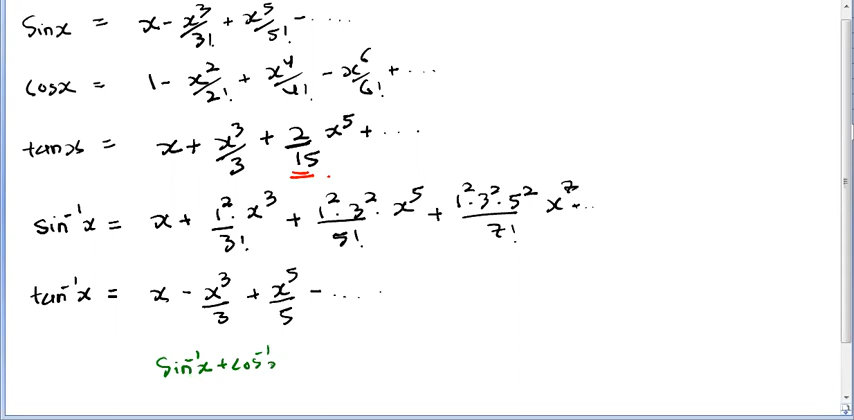 sinx = x - x³/3! + x⁵/5! - ....
cosx = 1 - x²/2! + x⁴/4! - x⁶/6! + ...
tanx = x + x³/3 + 2/15 x⁵ + ...
sin⁻¹x = x + 1²/3! · x³ + 1²·3²/5! · x⁵ + 1²·3²·5²/7! x⁷ + ..
tan⁻¹x = x - x³/3 + x⁵/5 - ....
sin⁻¹x + cos⁻¹